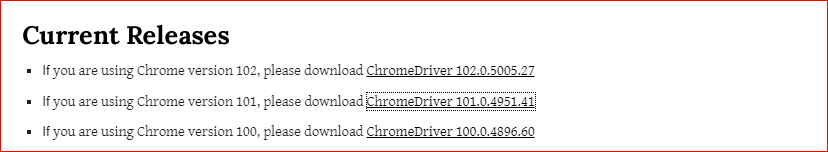 Current Releases
If you are using Chrome version 102, please download ChromeDriver 102.0.5005.27
If you are using Chrome version 101, please download ChromeDriver 101.0.4951.41
If you are using Chrome version 100, please download ChromeDriver 100.0.4896.60